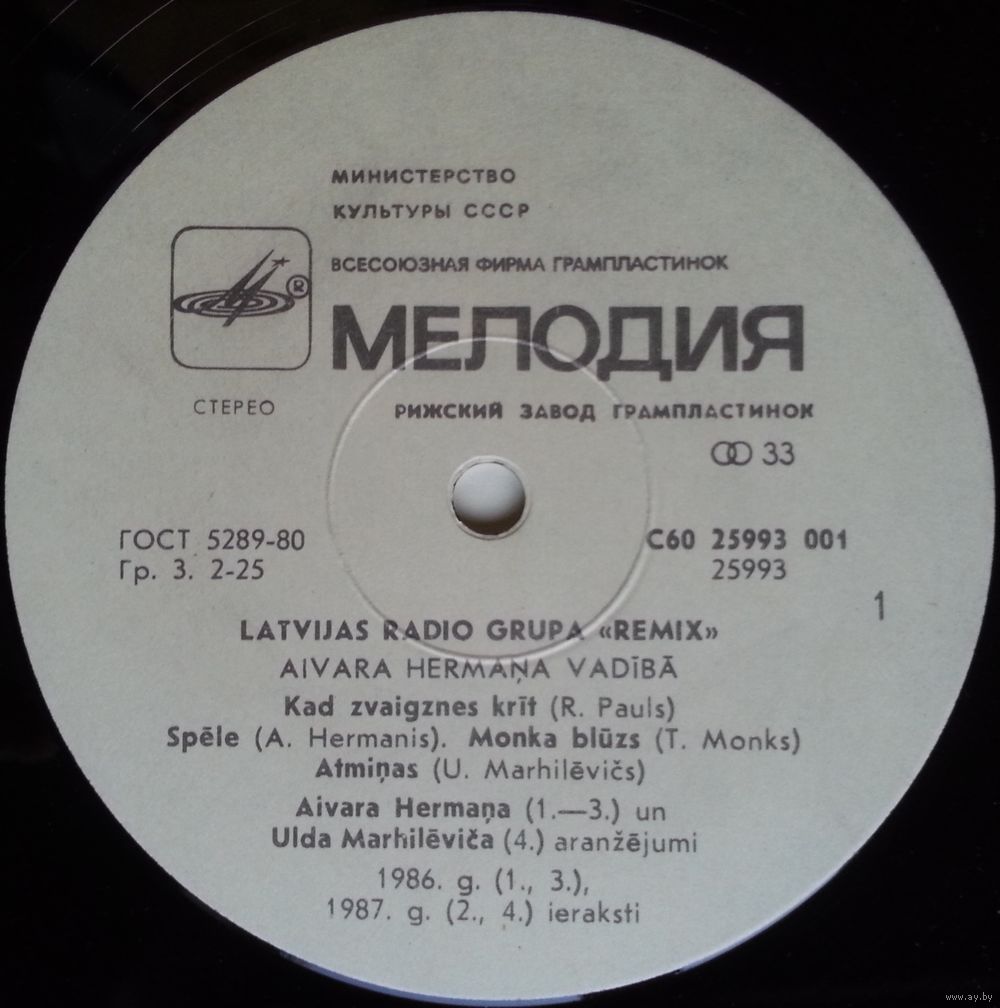 МИНИСТЕРСТВО
КУЛЬТУРЫ СССР
ВСЕСОЮЗНАЯ ФИРМА ГРАМПЛАСТИНОК
®
МЕЛОДИЯ
СТЕРЕО
РИЖСКИЙ ЗАВОД ГРАМПЛАСТИНОК
33
ГОСТ 5289-80
С60 25993 001
Гр. 3. 2-25
25993
1
LATVIJAS RADIO GRUPA «REMIX»
AIVARA HERMAŅA VADĪBĀ
Kad zvaigznes krīt (R. Pauls)
Spēle (A. Hermanis). Monka blūzs (T. Monks)
Atmiņas (U. Marhilēvičs)
Aivara Hermaņa (1.—3.) un
Ulda Marhilēviča (4.) aranžējumi
1986. g. (1., 3.),
1987. g. (2., 4.) ieraksti
www.ay.by